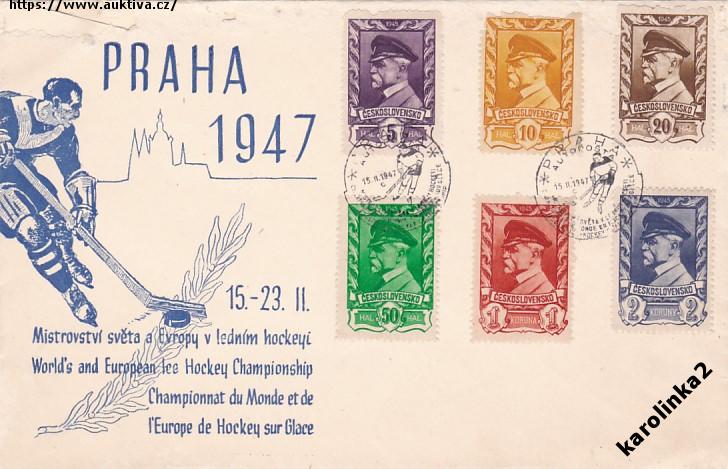 https://www.auktiva.cz/
PRAHA
1947
15.-23. II.
Mistrovství světa a Evropy v ledním hockeyi
World's and European Ice Hockey Championship
Championnat du Monde et de
l'Europe de Hockey sur Glace
1945
ČESKOSLOVENSKO
HAL 5 HAL
1945
ČESKOSLOVENSKO
HAL 10 HAL
1945
ČESKOSLOVENSKO
HAL 20 HAL
PRAHA
15.II.1947
PRAHA
AUTOPOŠTA
15.II.1947
1945
ČESKOSLOVENSKO
HAL 50 HAL
1945
ČESKOSLOVENSKO
1 KORUNA 1
1945
ČESKOSLOVENSKO
2 KORUNY 2
karolinka2